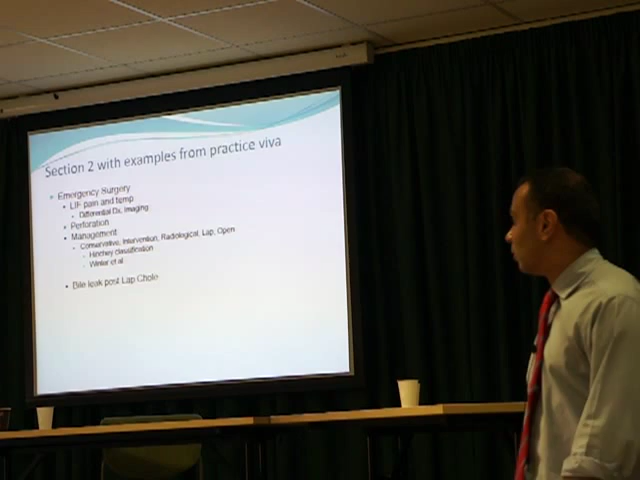 Section 2 with examples from practice viva
Emergency Surgery
LIF pain and temp
Differential Dx, Imaging
Perforation
Management
Conservative, Intervention, Radiological, Lap, Open
Hinchey classification
Winter et al
Bile leak post Lap Chole